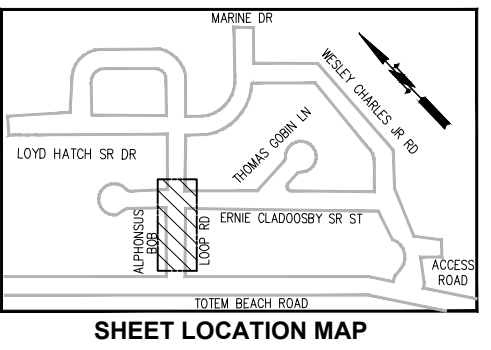 MARINE DR
WESLEY CHARLES JR RD
THOMAS GOBIN LN
LOYD HATCH SR DR
ALPHONSUS
BOB
LOOP RD
ERNIE CLADOOSBY SR ST
ACCESS
ROAD
TOTEM BEACH ROAD
SHEET LOCATION MAP